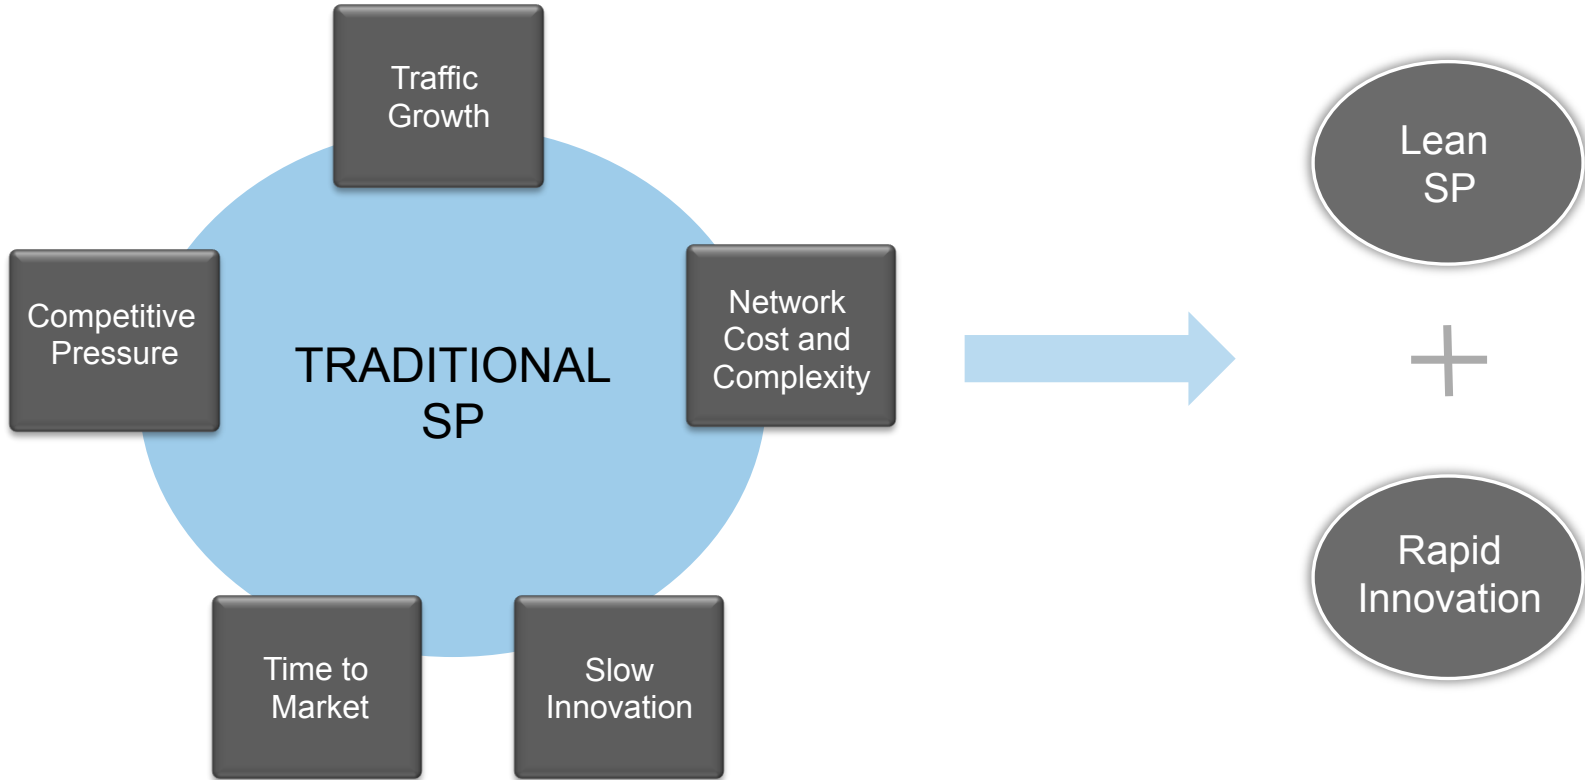 Traffic
Growth
Competitive
Pressure
TRADITIONAL
SP
Network
Cost and
Complexity
Time to
Market
Slow
Innovation
Lean
SP
Rapid
Innovation